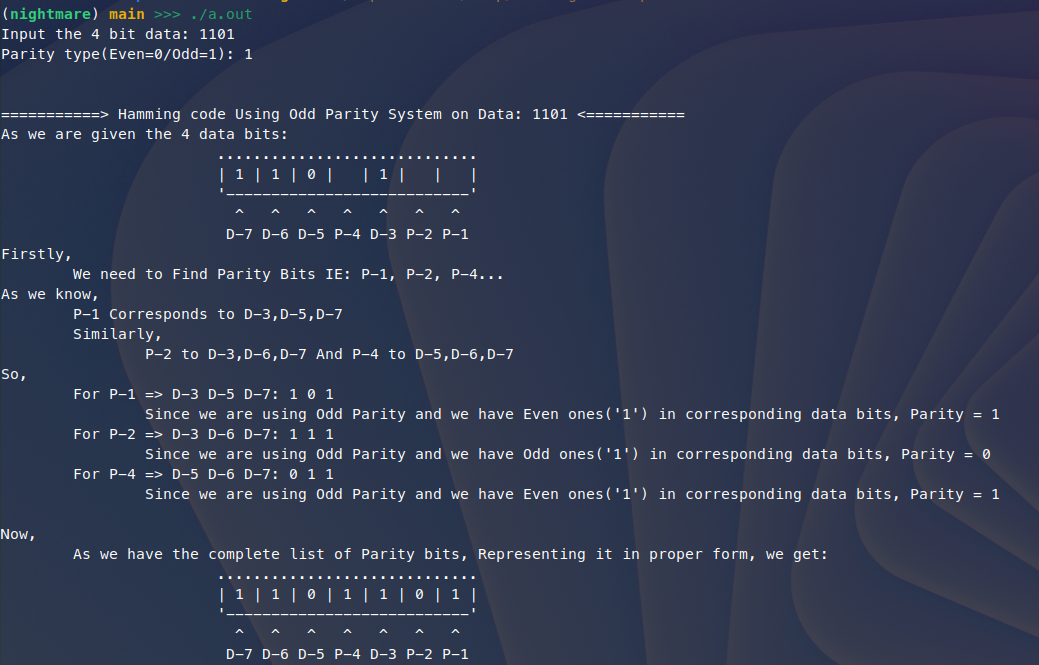 (nightmare) main >>> ./a.out
Input the 4 bit data: 1101
Parity type(Even=0/Odd=1): 1
===========> Hamming code Using Odd Parity System on Data: 1101 <===========
As we are given the 4 data bits:
.............................
| 1 | 1 | 0 |   | 1 |   |   |
'---------------------------'
^   ^   ^   ^   ^   ^   ^
D-7 D-6 D-5 P-4 D-3 P-2 P-1
Firstly,
We need to Find Parity Bits IE: P-1, P-2, P-4...
As we know,
P-1 Corresponds to D-3,D-5,D-7
Similarly,
P-2 to D-3,D-6,D-7 And P-4 to D-5,D-6,D-7
So,
For P-1 => D-3 D-5 D-7: 1 0 1
Since we are using Odd Parity and we have Even ones('1') in corresponding data bits, Parity = 1
For P-2 => D-3 D-6 D-7: 1 1 1
Since we are using Odd Parity and we have Odd ones('1') in corresponding data bits, Parity = 0
For P-4 => D-5 D-6 D-7: 0 1 1
Since we are using Odd Parity and we have Even ones('1') in corresponding data bits, Parity = 1
Now,
As we have the complete list of Parity bits, Representing it in proper form, we get:
.............................
| 1 | 1 | 0 | 1 | 1 | 0 | 1 |
'---------------------------'
^   ^   ^   ^   ^   ^   ^
D-7 D-6 D-5 P-4 D-3 P-2 P-1